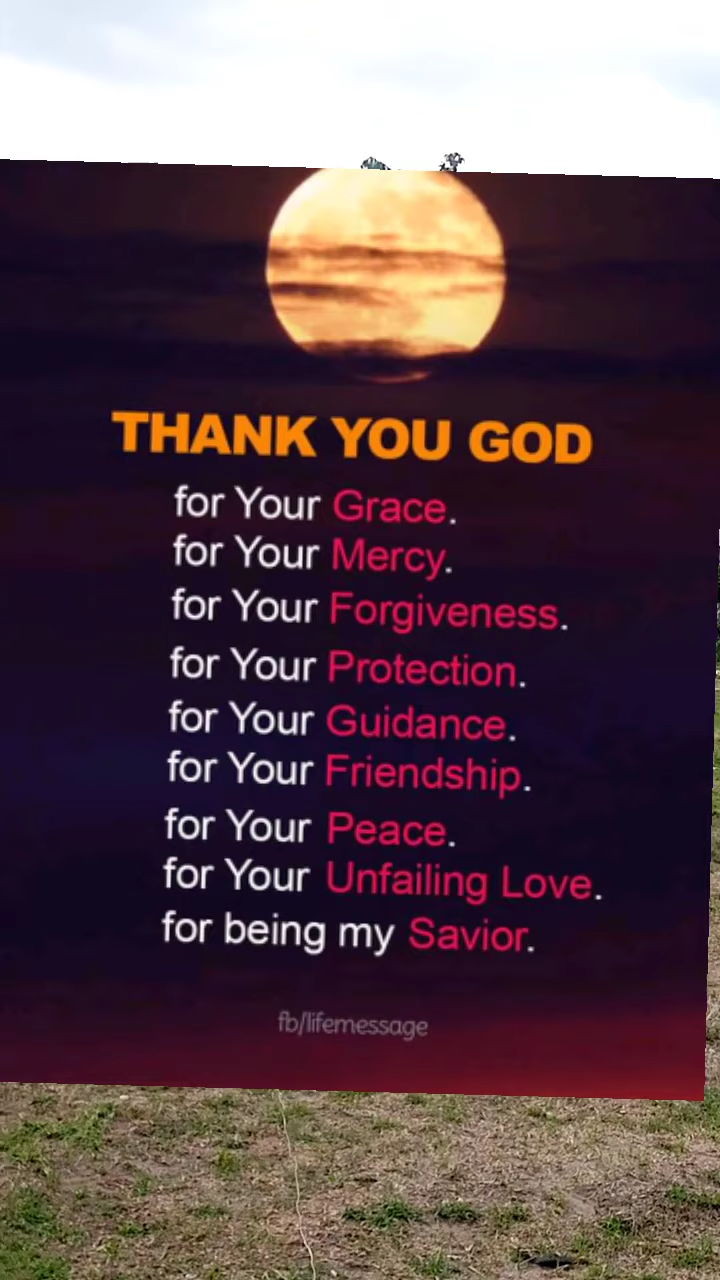 THANK YOU GOD
for Your Grace.
for Your Mercy.
for Your Forgiveness.
for Your Protection.
for Your Guidance.
for Your Friendship.
for Your Peace.
for Your Unfailing Love.
for being my Savior.
fb/lifemessage